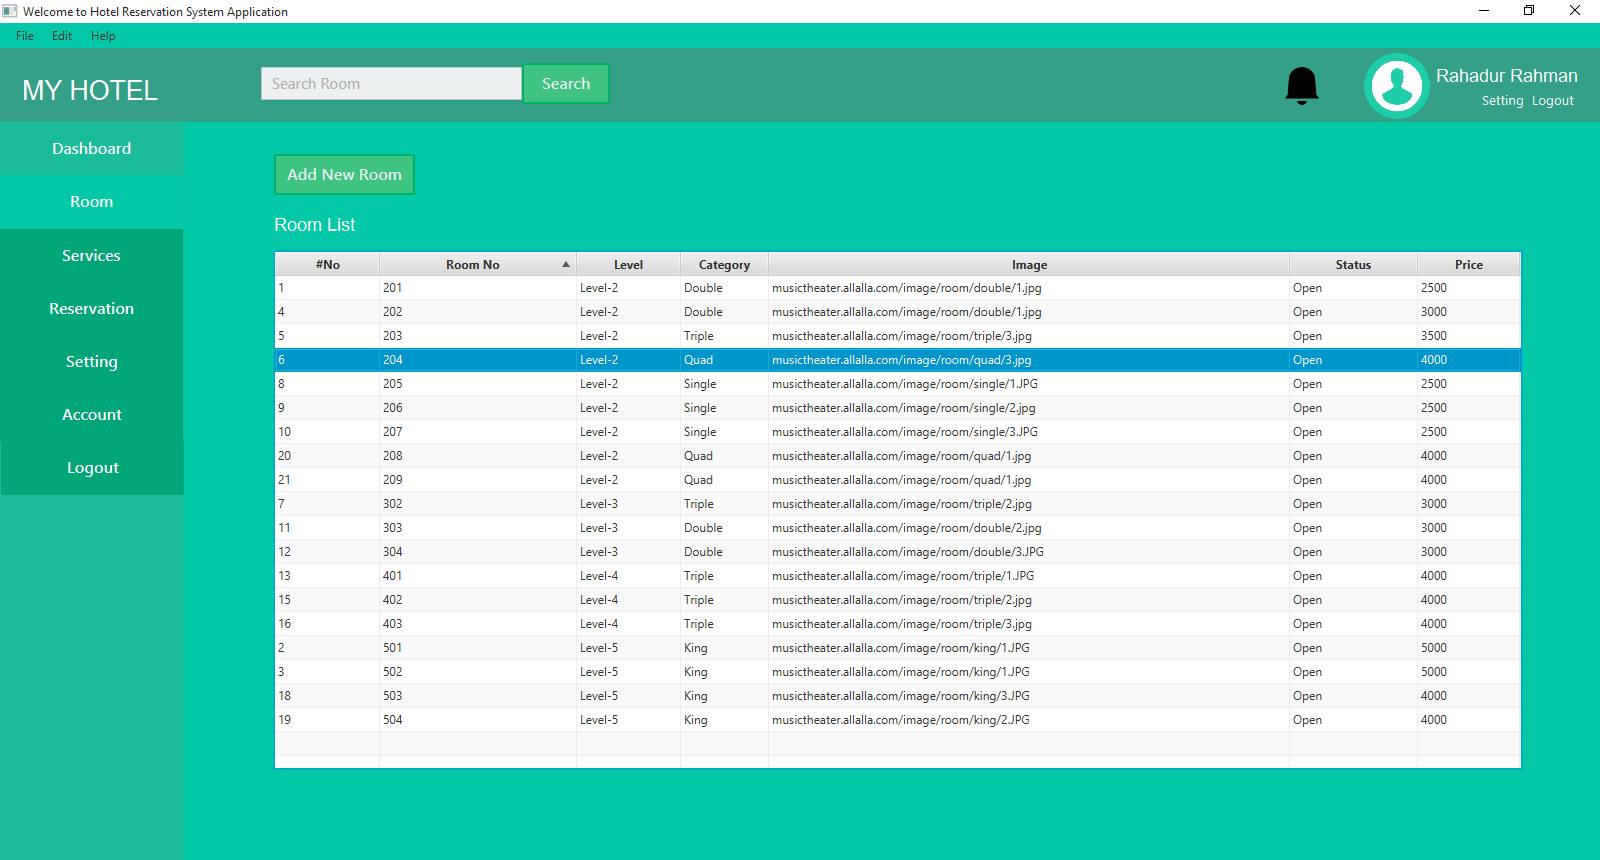 Welcome to Hotel Reservation System Application
File Edit Help
MY HOTEL
Search Room
Search
Rahadur Rahman
Setting Logout
Dashboard
Room
Services
Reservation
Setting
Account
Logout
Add New Room
Room List
#No Room No Level Category Image Status Price
1 201 Level-2 Double musictheater.allalla.com/image/room/double/1.jpg Open 2500
4 202 Level-2 Double musictheater.allalla.com/image/room/double/1.jpg Open 3000
5 203 Level-2 Triple musictheater.allalla.com/image/room/triple/3.jpg Open 3500
6 204 Level-2 Quad musictheater.allalla.com/image/room/quad/3.jpg Open 4000
8 205 Level-2 Single musictheater.allalla.com/image/room/single/1.JPG Open 2500
9 206 Level-2 Single musictheater.allalla.com/image/room/single/2.jpg Open 2500
10 207 Level-2 Single musictheater.allalla.com/image/room/single/3.JPG Open 2500
20 208 Level-2 Quad musictheater.allalla.com/image/room/quad/1.jpg Open 4000
21 209 Level-2 Quad musictheater.allalla.com/image/room/quad/1.jpg Open 4000
7 302 Level-3 Triple musictheater.allalla.com/image/room/triple/2.jpg Open 3000
11 303 Level-3 Double musictheater.allalla.com/image/room/double/2.jpg Open 3000
12 304 Level-3 Double musictheater.allalla.com/image/room/double/3.JPG Open 3000
13 401 Level-4 Triple musictheater.allalla.com/image/room/triple/1.JPG Open 4000
15 402 Level-4 Triple musictheater.allalla.com/image/room/triple/2.jpg Open 4000
16 403 Level-4 Triple musictheater.allalla.com/image/room/triple/3.jpg Open 4000
2 501 Level-5 King musictheater.allalla.com/image/room/king/1.JPG Open 5000
3 502 Level-5 King musictheater.allalla.com/image/room/king/1.JPG Open 5000
18 503 Level-5 King musictheater.allalla.com/image/room/king/3.JPG Open 4000
19 504 Level-5 King musictheater.allalla.com/image/room/king/2.JPG Open 4000